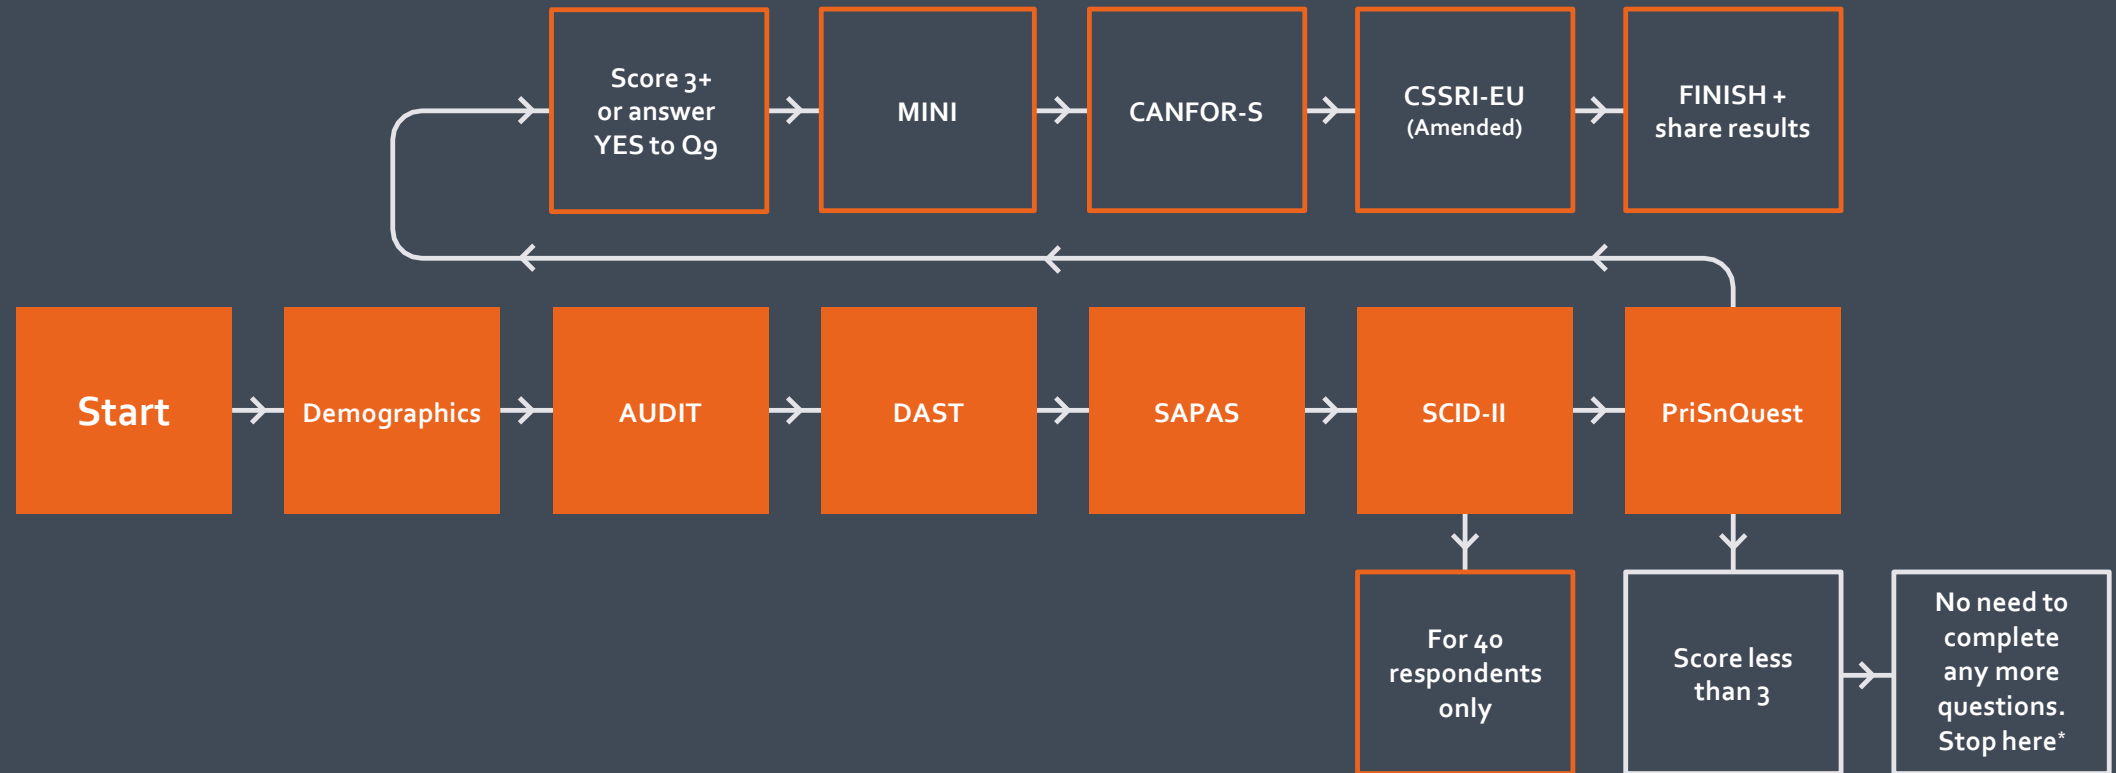 Score 3+
or answer
YES to Q9
MINI
CANFOR-S
CSSRI-EU
(Amended)
FINISH +
share results
Start
Demographics
AUDIT
DAST
SAPAS
SCID-II
PriSnQuest
For 40
respondents
only
Score less
than 3
No need to
complete
any more
questions.
Stop here*